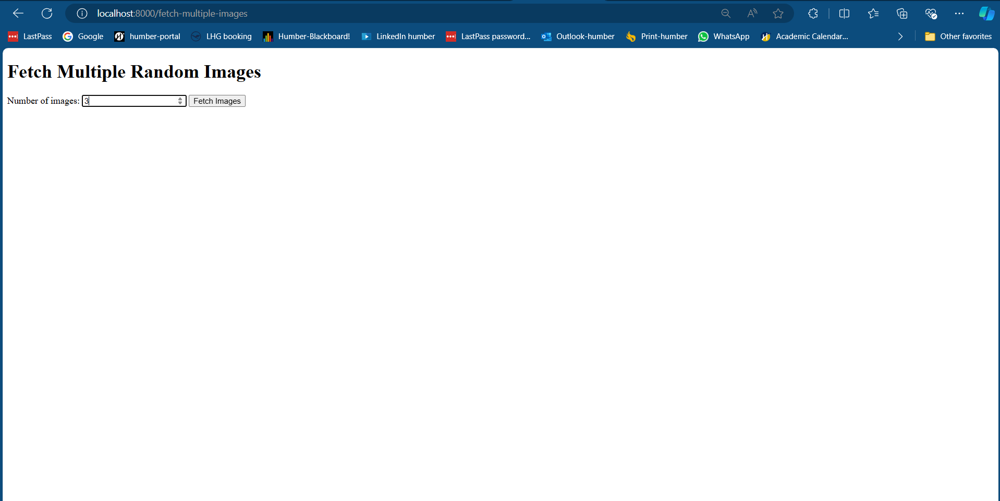 localhost:8000/fetch-multiple-images
LastPass Google humber-portal LHG booking Humber-Blackboard! LinkedIn humber LastPass password... Outlook-humber Print-humber WhatsApp Academic Calendar... Other favorites
Fetch Multiple Random Images
Number of images: 3 Fetch Images